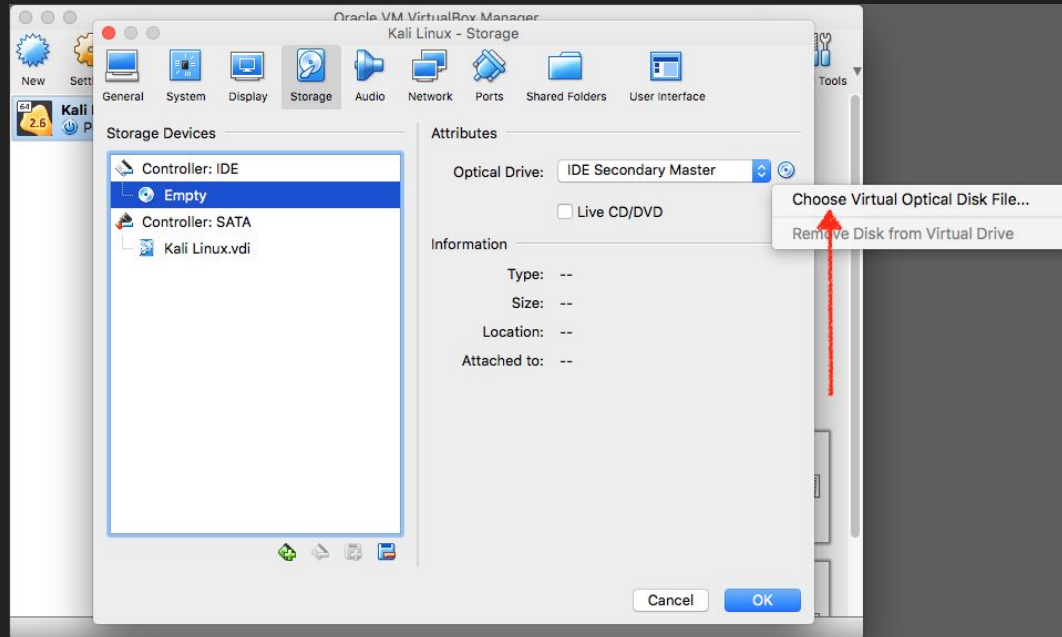 Oracle VM VirtualBox Manager
Kali Linux - Storage
New
Tools
General
System
Display
Storage
Audio
Network
Ports
Shared Folders
User Interface
64
2.6
Kali
Storage Devices
Attributes
Controller: IDE
Empty
Controller: SATA
Kali Linux.vdi
Optical Drive:
IDE Secondary Master
Live CD/DVD
Choose Virtual Optical Disk File...
Remove Disk from Virtual Drive
Information
Type: --
Size: --
Location: --
Attached to: --
Cancel
OK